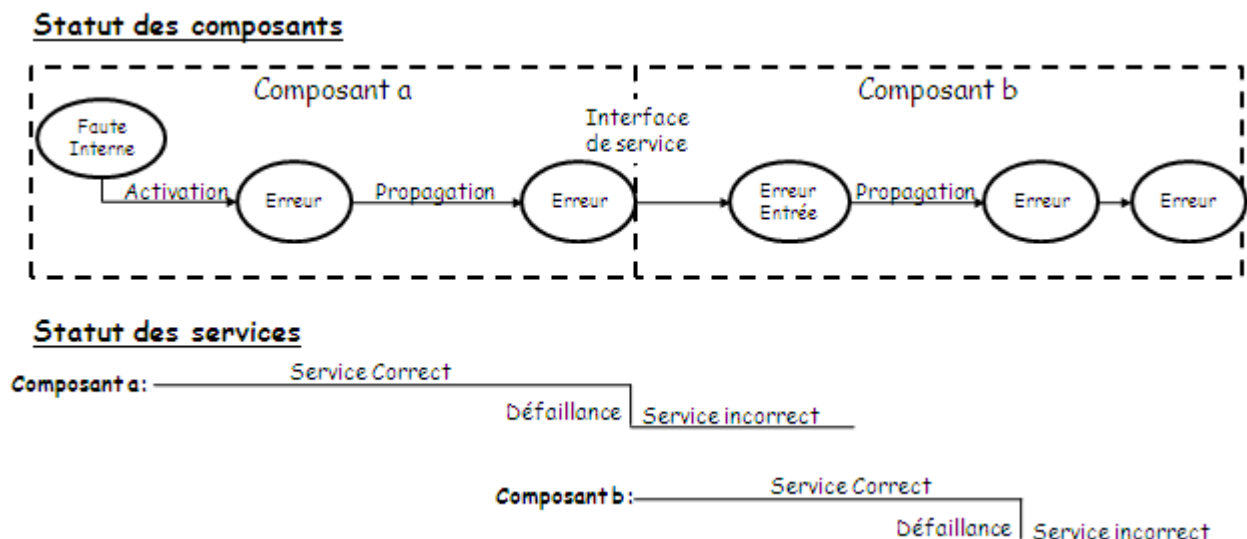 Statut des composants
Composant a
Composant b
Faute
Interne
Interface
de service
Activation
Erreur
Propagation
Erreur
Erreur
Entrée
Propagation
Erreur
Erreur
Statut des services
Composant a:
Service Correct
Défaillance
Service incorrect
Composant b:
Service Correct
Défaillance
Service incorrect